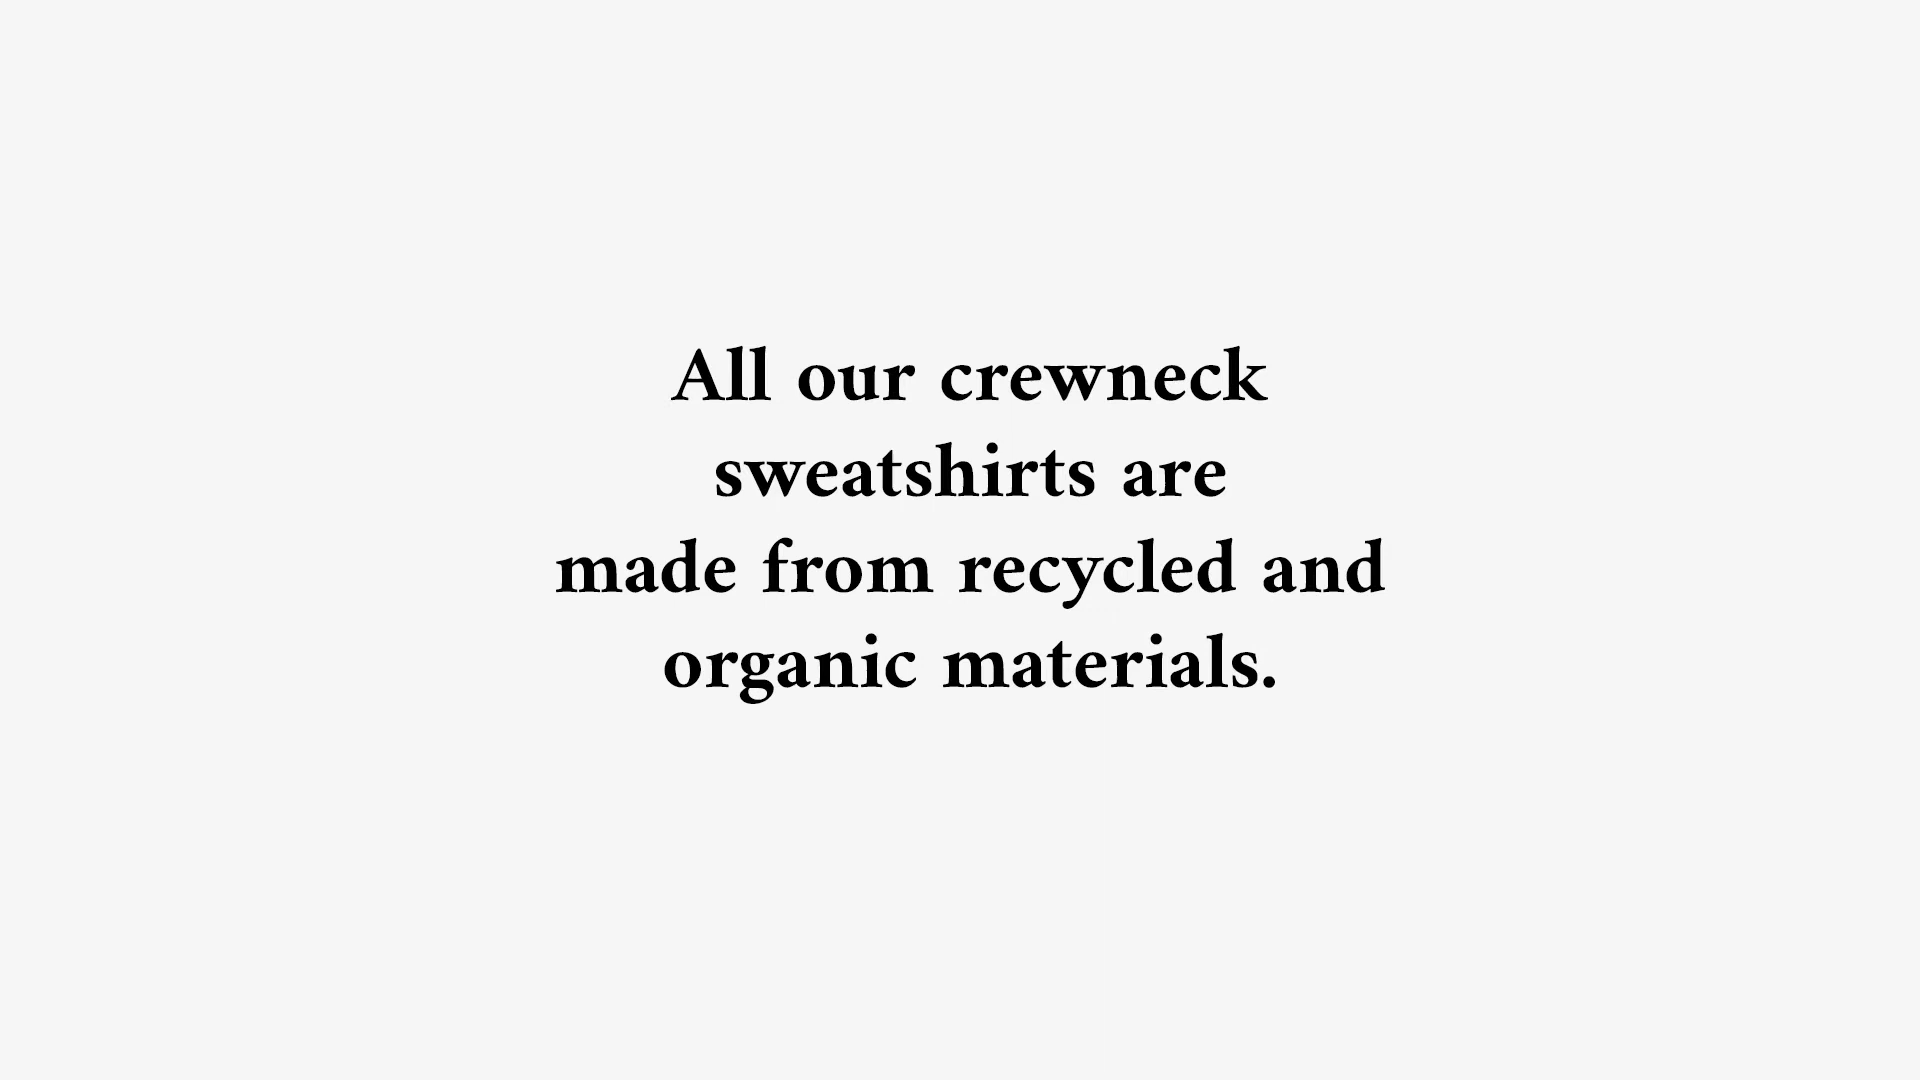 All our crewneck
sweatshirts are
made from recycled and
organic materials.